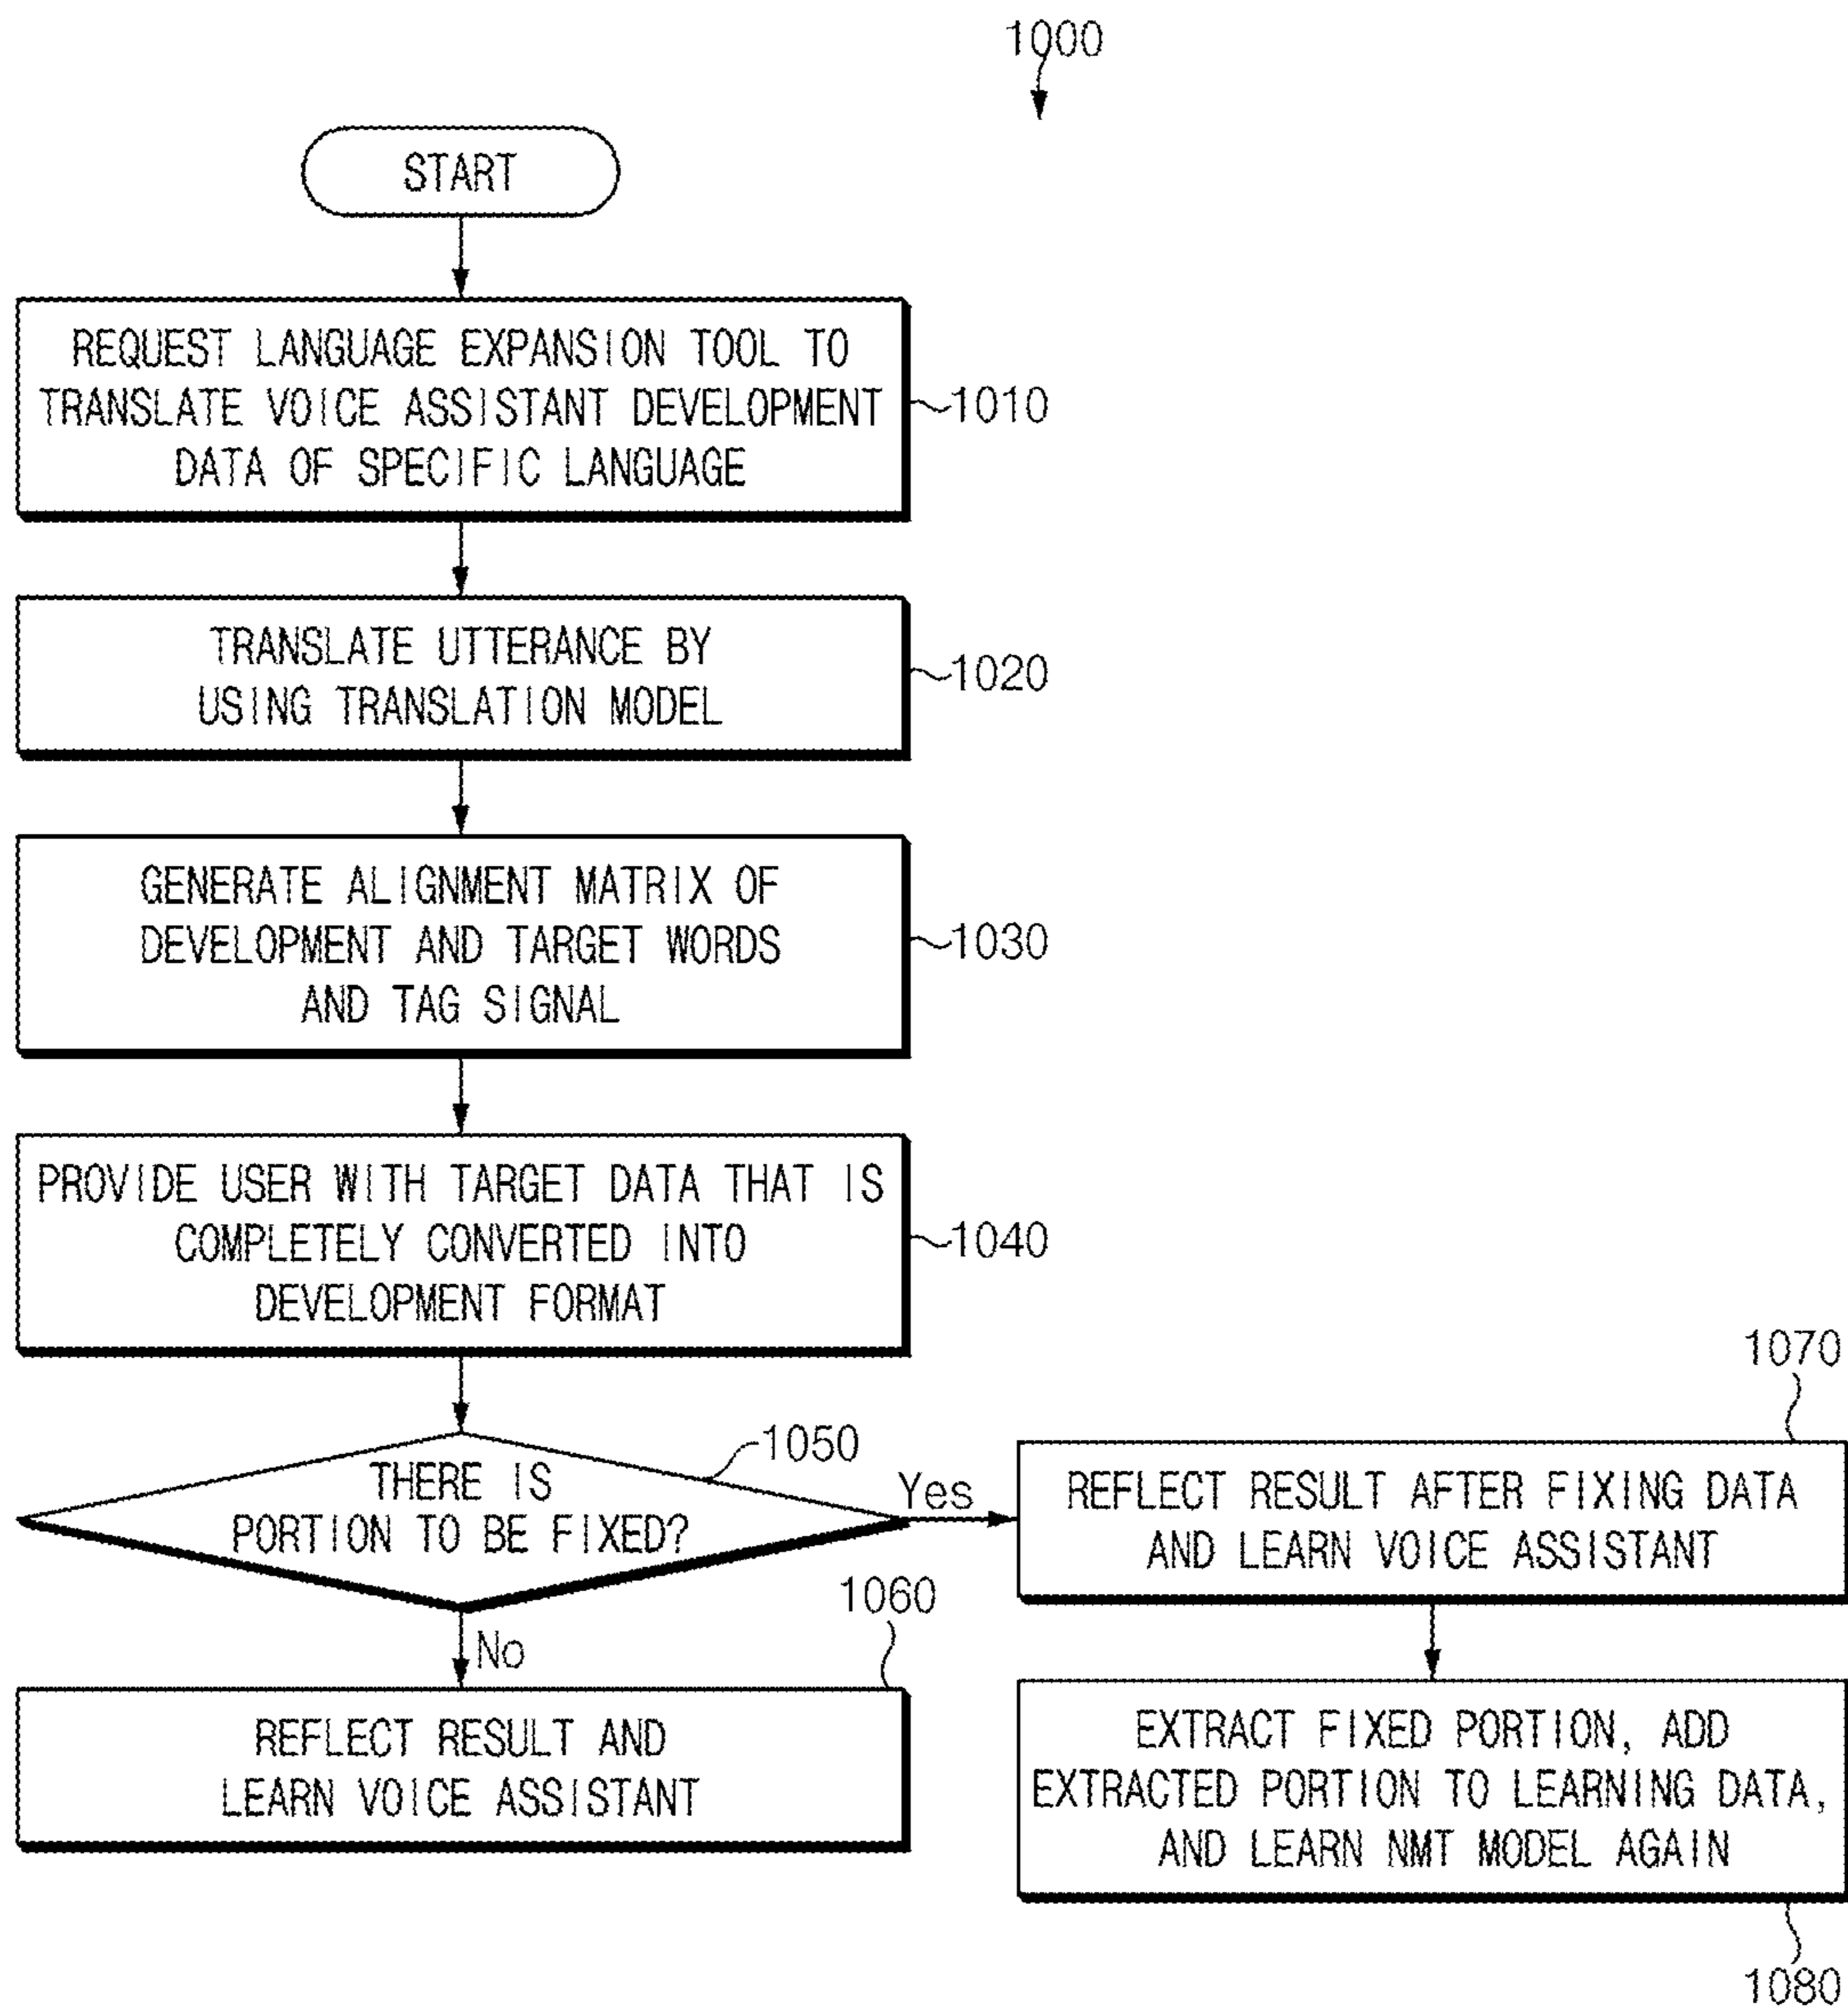 1000
START
REQUEST LANGUAGE EXPANSION TOOL TO
TRANSLATE VOICE ASSISTANT DEVELOPMENT
DATA OF SPECIFIC LANGUAGE
1010
TRANSLATE UTTERANCE BY
USING TRANSLATION MODEL
1020
GENERATE ALIGNMENT MATRIX OF
DEVELOPMENT AND TARGET WORDS
AND TAG SIGNAL
1030
PROVIDE USER WITH TARGET DATA THAT IS
COMPLETELY CONVERTED INTO
DEVELOPMENT FORMAT
1040
THERE IS
PORTION TO BE FIXED?
1050
Yes
No
1060
REFLECT RESULT AND
LEARN VOICE ASSISTANT
1070
REFLECT RESULT AFTER FIXING DATA
AND LEARN VOICE ASSISTANT
EXTRACT FIXED PORTION, ADD
EXTRACTED PORTION TO LEARNING DATA,
AND LEARN NMT MODEL AGAIN
1080